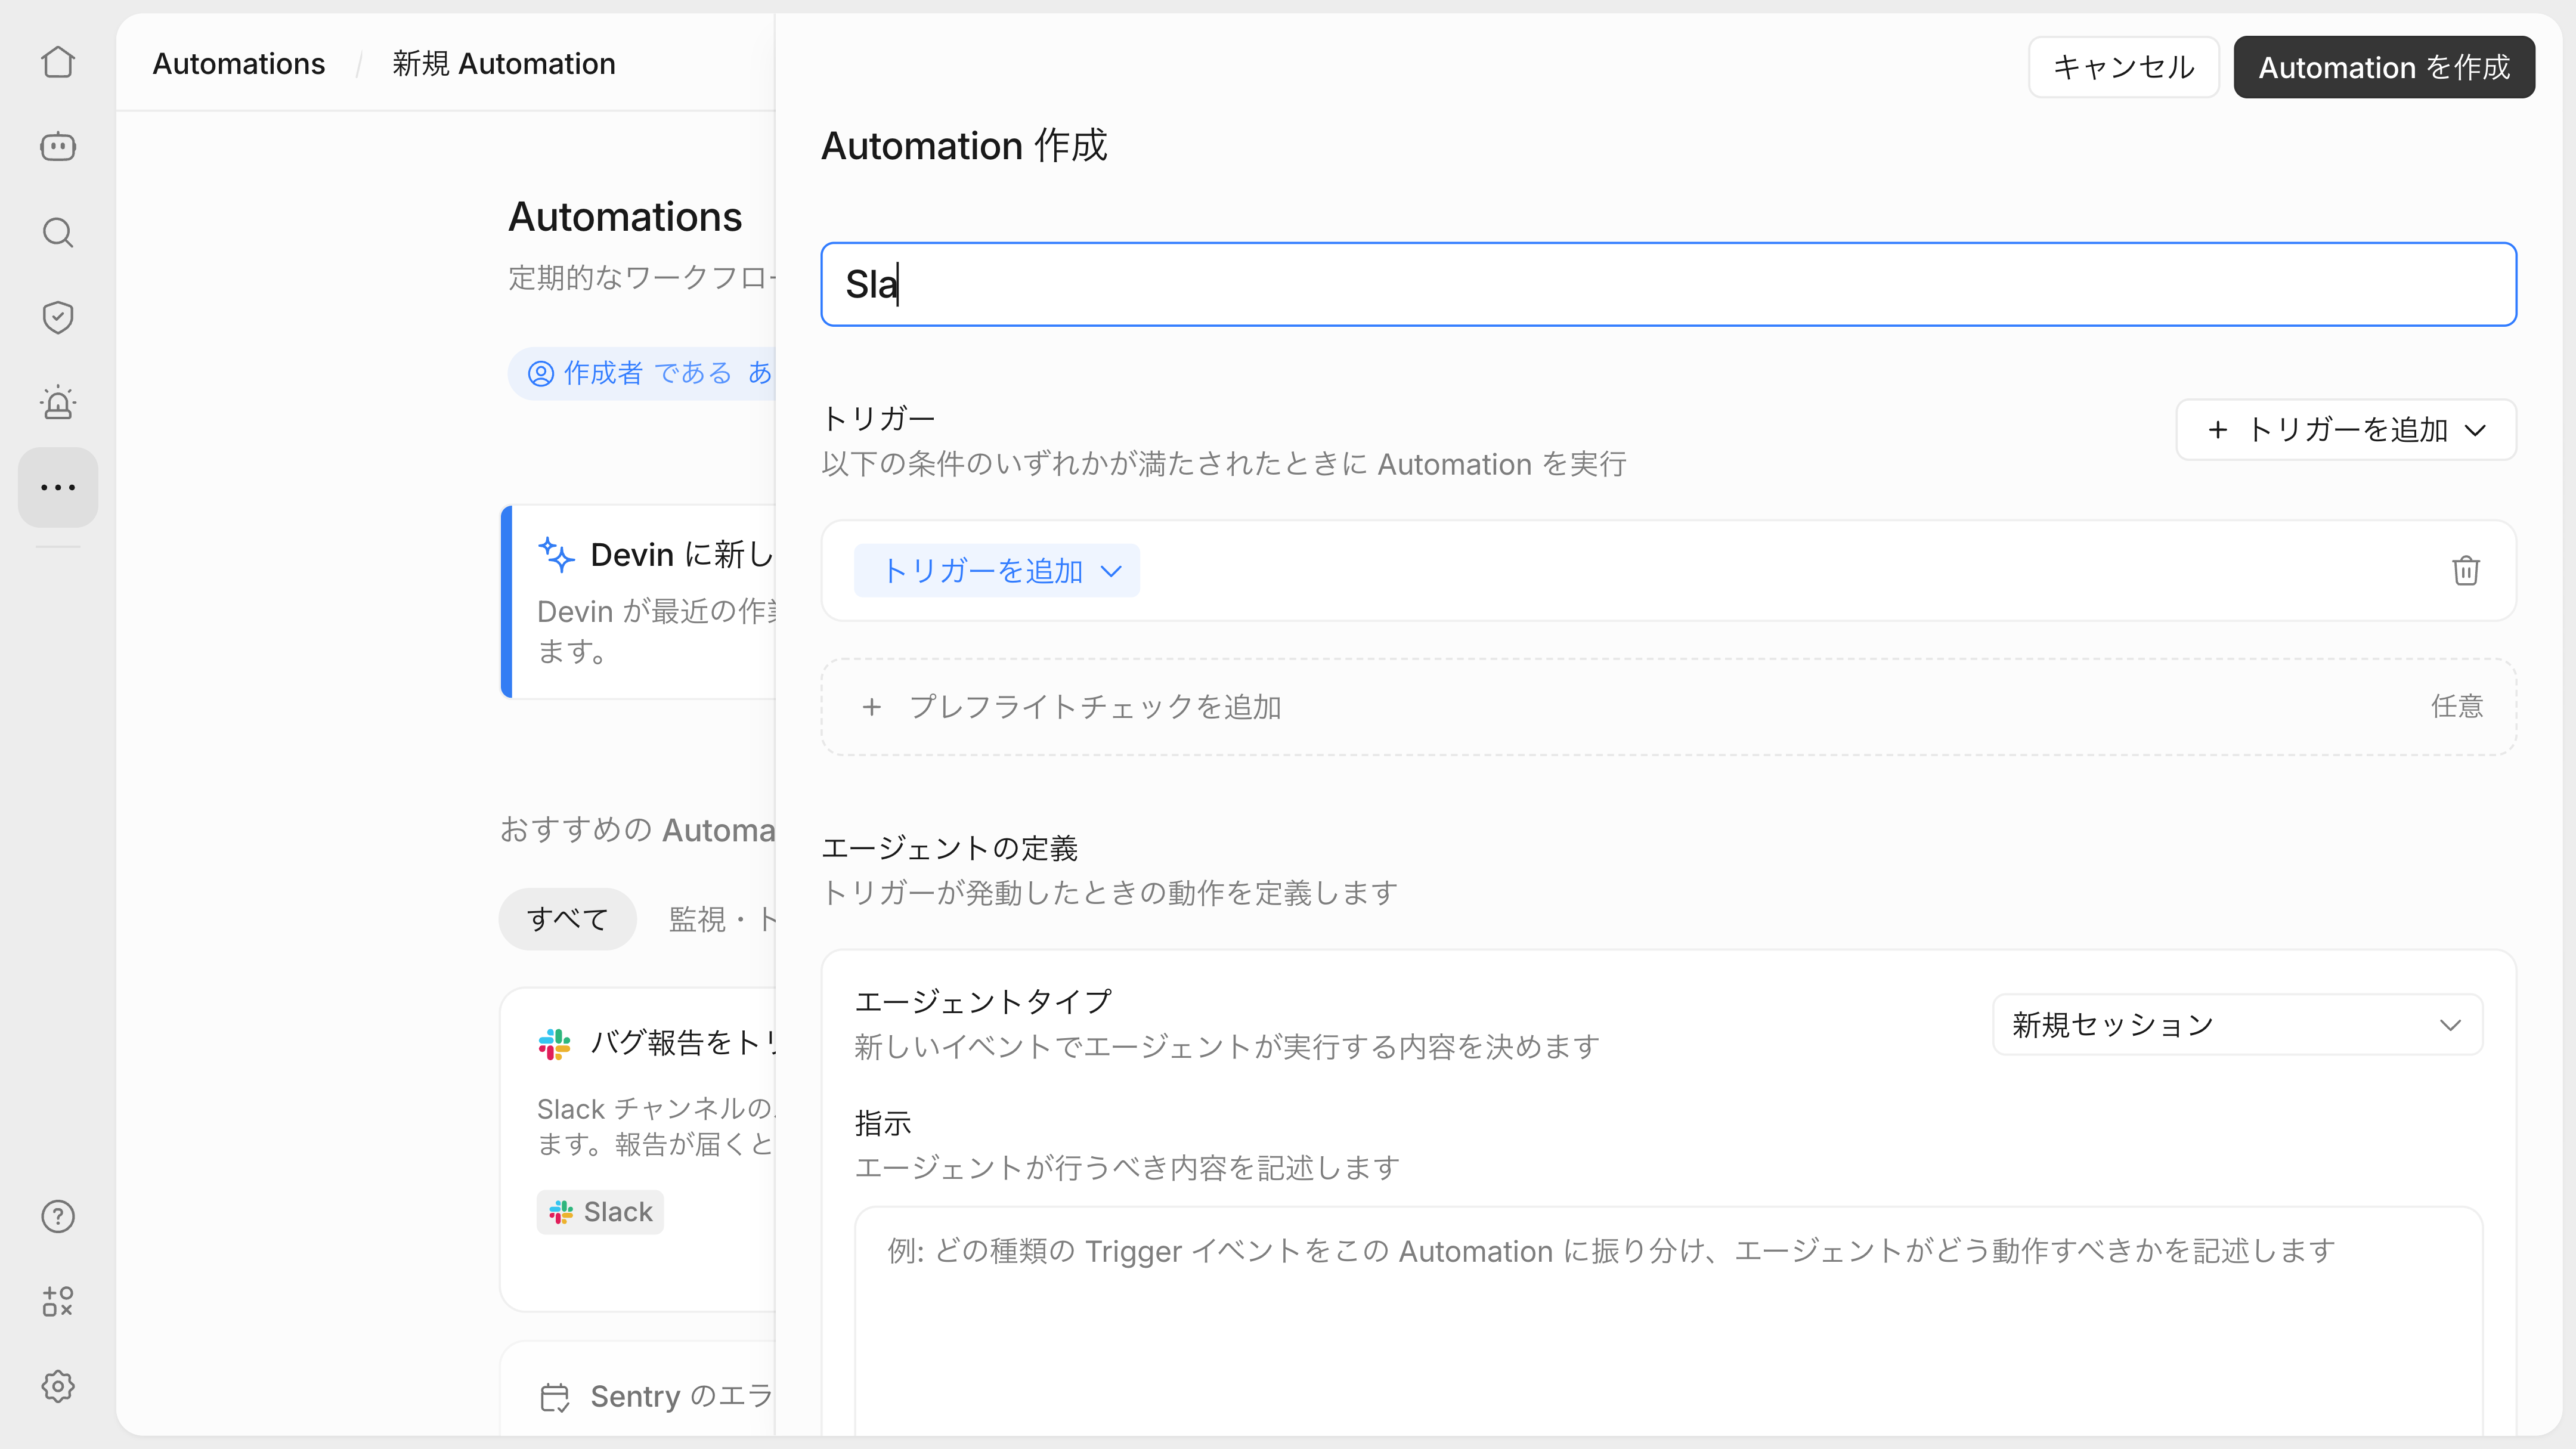 Automations / 新規 Automation
Automations
定期的なワークフロー
作成者 である あ
Devin に新し
Devin が最近の作業
ます。
おすすめの Automa
すべて
監視・ト
バグ報告をトリ
Slack チャンネルの
ます。報告が届くと
Slack
Sentry のエラ
キャンセル
Automation を作成
Automation 作成
Sla
トリガー
以下の条件のいずれかが満たされたときに Automation を実行
+ トリガーを追加
トリガーを追加
+ プレフライトチェックを追加
任意
エージェントの定義
トリガーが発動したときの動作を定義します
エージェントタイプ
新しいイベントでエージェントが実行する内容を決めます
新規セッション
指示
エージェントが行うべき内容を記述します
例: どの種類の Trigger イベントをこの Automation に振り分け、エージェントがどう動作すべきかを記述します